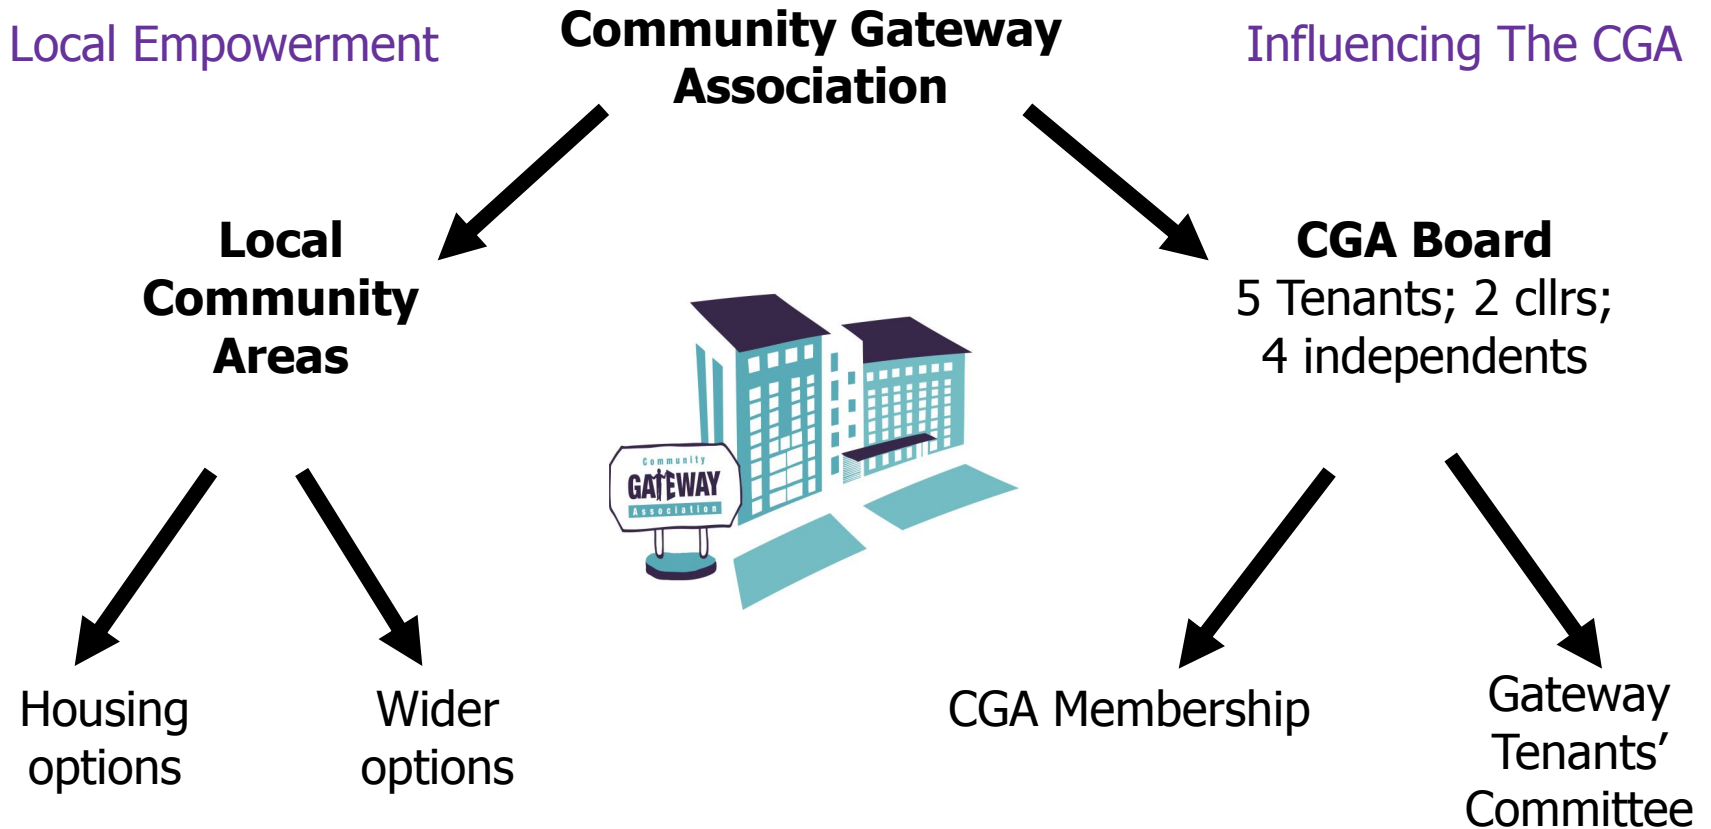 Local Empowerment
Community Gateway
Association
Influencing The CGA
Local
Community
Areas
CGA Board
5 Tenants; 2 cllrs;
4 independents
Community
GATEWAY
Association
Housing
options
Wider
options
CGA Membership
Gateway
Tenants’
Committee